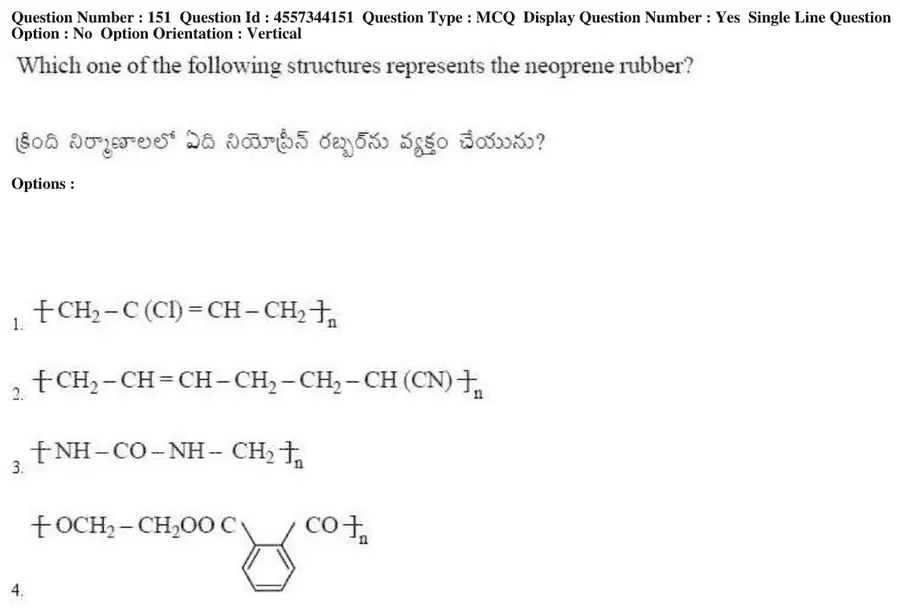 Question Number : 151 Question Id : 4557344151 Question Type : MCQ Display Question Number : Yes Single Line Question
Option : No Option Orientation : Vertical
Which one of the following structures represents the neoprene rubber?
క్రింది నిర్మాణాలలో ఏది నియోప్రీన్ రబ్బర్‌ను వ్యక్తం చేయును?
Options :
1. ┼CH₂ – C (Cl) = CH – CH₂┼ₙ
2. ┼CH₂ – CH = CH – CH₂ – CH₂ – CH (CN)┼ₙ
3. ┼NH – CO – NH – CH₂┼ₙ
┼OCH₂ – CH₂OO C CO┼ₙ
4.